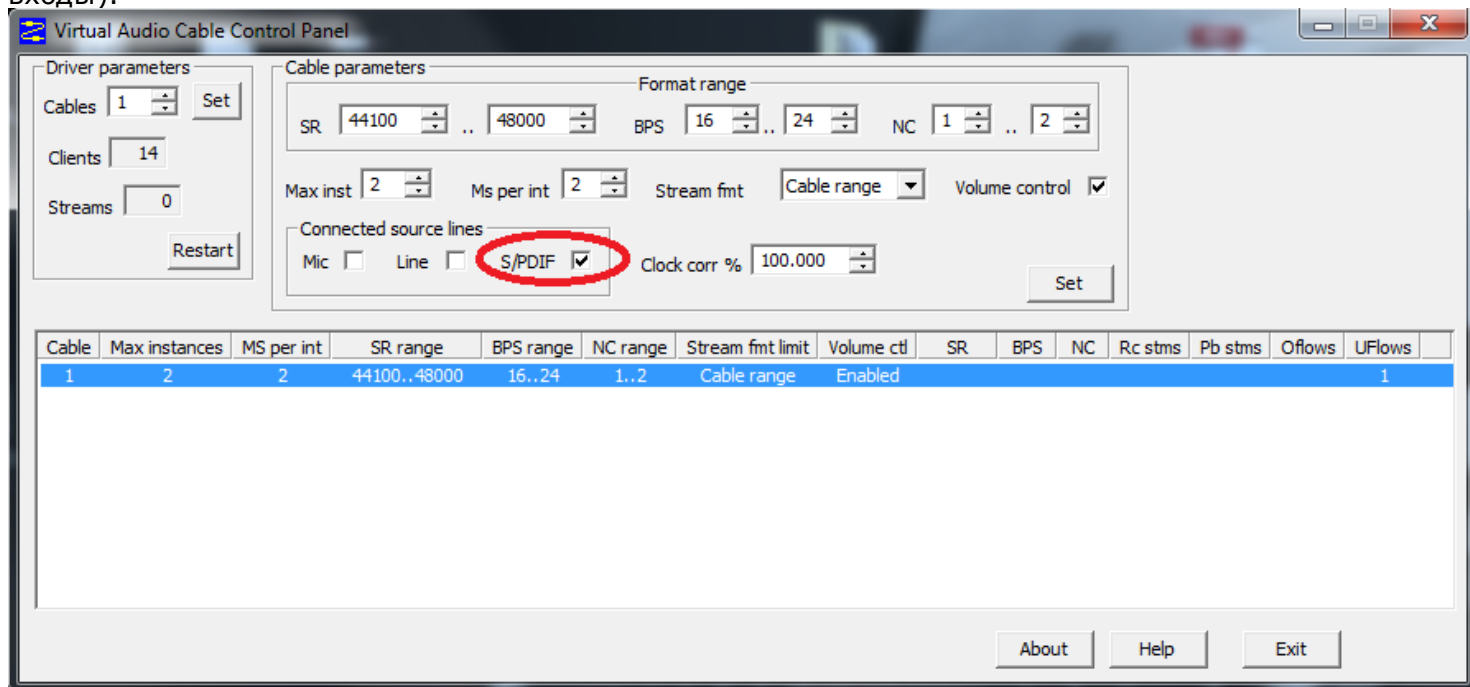 входы).
Virtual Audio Cable Control Panel
Driver parameters
Cables 1 Set
Clients 14
Streams 0
Restart
Cable parameters
Format range
SR 44100 .. 48000 BPS 16 .. 24 NC 1 .. 2
Max inst 2 Ms per int 2 Stream fmt Cable range Volume control
Connected source lines
Mic Line S/PDIF Clock corr % 100.000
Set
Cable Max instances MS per int SR range BPS range NC range Stream fmt limit Volume ctl SR BPS NC Rc stms Pb stms Oflows UFlows
1 2 2 44100..48000 16..24 1..2 Cable range Enabled 1
About Help Exit